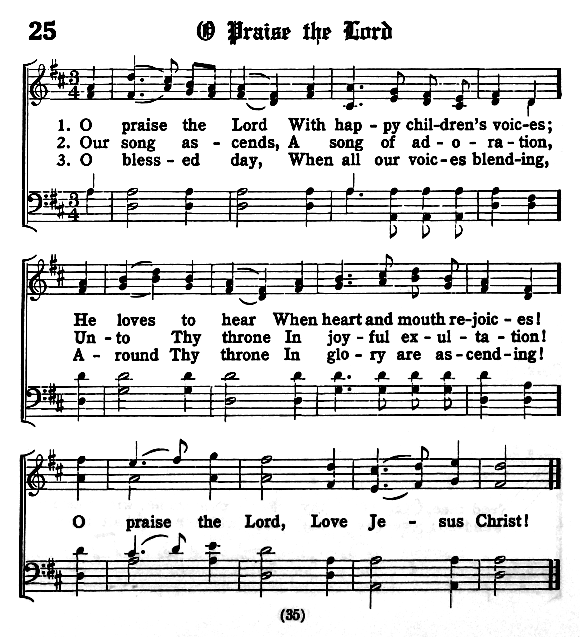 25 O Praise the Lord
1. O praise the Lord With hap - py chil-dren's voic-es;
2. Our song as - cends, A song of ad - o - ra - tion,
3. O bless - ed day, When all our voic-es blend-ing,
He loves to hear When heart and mouth re-joic - es!
Un - to Thy throne In joy - ful ex - ul - ta - tion!
A - round Thy throne In glo - ry are as-cend-ing!
O praise the Lord, Love Je - sus Christ!
(35)